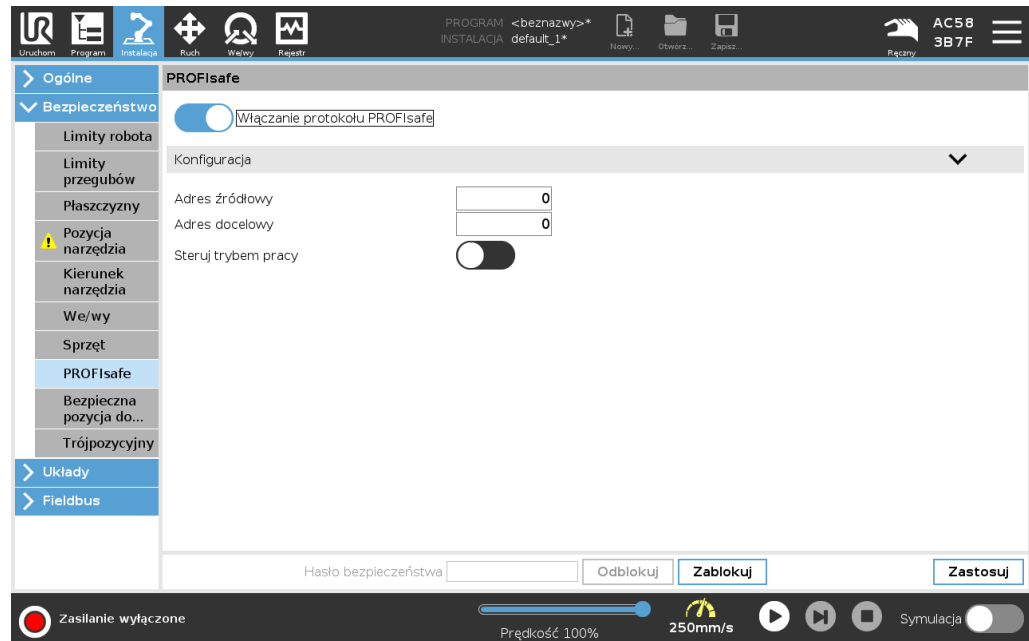 PROGRAM <beznazwy>*
INSTALACJA default_1*
Uruchom Program Instalacja Ruch We/wy Rejestr Nowy... Otwórz... Zapisz... Ręczny
AC58
3B7F
Ogólne
Bezpieczeństwo
Limity robota
Limity
przegubów
Płaszczyzny
Pozycja
narzędzia
Kierunek
narzędzia
We/wy
Sprzęt
PROFIsafe
Bezpieczna
pozycja do...
Trójpozycyjny
Układy
Fieldbus
PROFIsafe
Włączanie protokołu PROFIsafe
Konfiguracja
Adres źródłowy 0
Adres docelowy 0
Steruj trybem pracy
Hasło bezpieczeństwa Odblokuj Zablokuj Zastosuj
Zasilanie wyłączone
Prędkość 100%
250mm/s
Symulacja